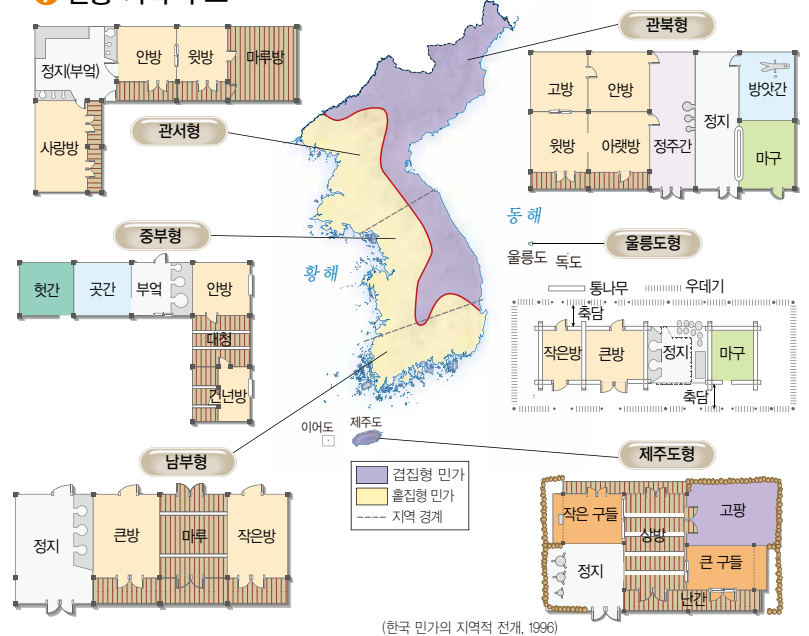 관북형
정지(부엌)
안방
윗방
마루방
사랑방
관서형
고방
안방
윗방
아랫방
정주간
정지
방앗간
마구
중부형
헛간
곳간
부엌
안방
대청
건넌방
동해
황해
울릉도
독도
울릉도형
통나무
우데기
축담
작은방
큰방
정지
마구
축담
이어도
제주도
남부형
정지
큰방
마루
작은방
겹집형 민가
홑집형 민가
지역 경계
제주도형
작은 구들
상방
고팡
정지
큰 구들
난간
(한국 민가의 지역적 전개, 1996)